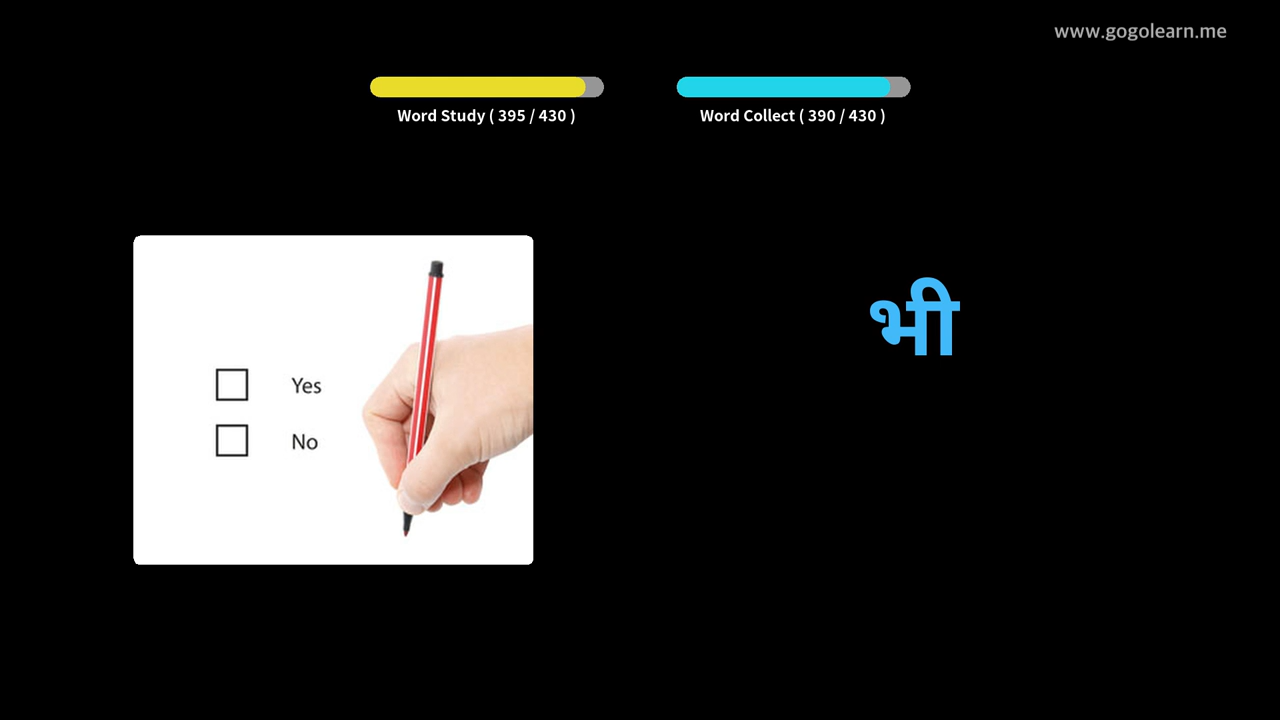 www.gogolearn.me
Word Study ( 395 / 430 )
Word Collect ( 390 / 430 )
Yes
No
भी